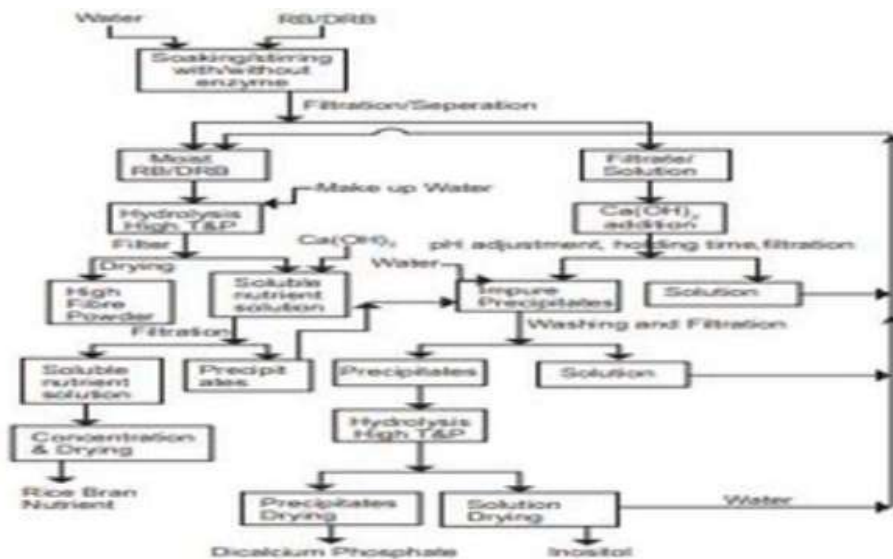 Water
RB/DRB
Soaking/stirring
with/without
enzyme
Filtration/Seperation
Moist
RB/DRB
Filtrate/
Solution
Make up Water
Hydrolysis
High T&P
Ca(OH)₂
addition
Filter
Ca(OH)₂
pH adjustment, holding time, filtration
Drying
Water
High
Fibre
Powder
Soluble
nutrient
solution
Impure
Precipitates
Solution
Filtration
Washing and Filtration
Soluble
nutrient
solution
Precipit
ates
Precipitates
Solution
Hydrolysis
High T&P
Concentration
& Drying
Rice Bran
Nutrient
Precipitates
Drying
Solution
Drying
Water
Dicalcium Phosphate
Inositol